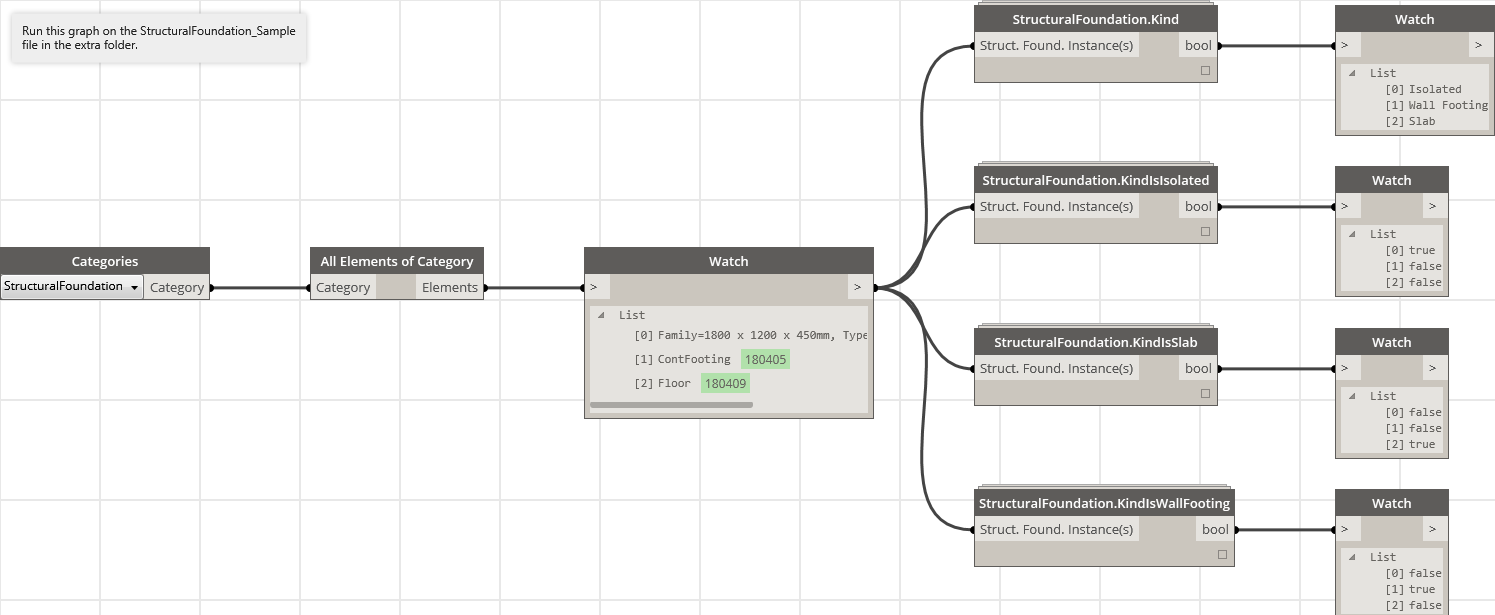 Run this graph on the StructuralFoundation_Sample
file in the extra folder.
Categories
StructuralFoundation Category
All Elements of Category
Category Elements
Watch
> >
List
[0] Family=1800 x 1200 x 450mm, Type
[1] ContFooting 180405
[2] Floor 180409
StructuralFoundation.Kind
Struct. Found. Instance(s) bool
Watch
> >
List
[0] Isolated
[1] Wall Footing
[2] Slab
StructuralFoundation.KindIsIsolated
Struct. Found. Instance(s) bool
Watch
> >
List
[0] true
[1] false
[2] false
StructuralFoundation.KindIsSlab
Struct. Found. Instance(s) bool
Watch
> >
List
[0] false
[1] false
[2] true
StructuralFoundation.KindIsWallFooting
Struct. Found. Instance(s) bool
Watch
> >
List
[0] false
[1] true
[2] false